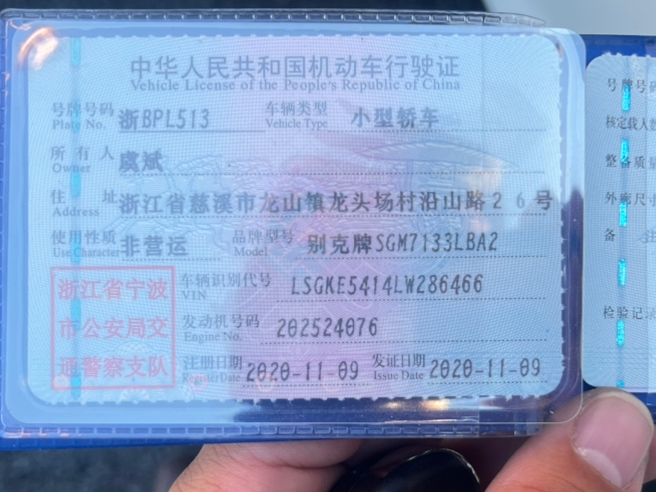 中华人民共和国机动车行驶证
Vehicle License of the People's Republic of China
号牌号码 浙BPL513 车辆类型 小型轿车
Plate No. Vehicle Type
所有人 虞斌
Owner
住址 浙江省慈溪市龙山镇龙头场村沿山路26号
Address
使用性质 非营运 品牌型号 别克牌SGM7133LBA2
Use Character Model
浙江省宁波
市公安局交
通警察支队
车辆识别代号 LSGKE5414LW286466
VIN
发动机号码 202524076
Engine No.
注册日期 2020-11-09 发证日期 2020-11-09
Register Date Issue Date
号牌号码
核定载人数
整备质量
外廓尺寸
备注
检验记录